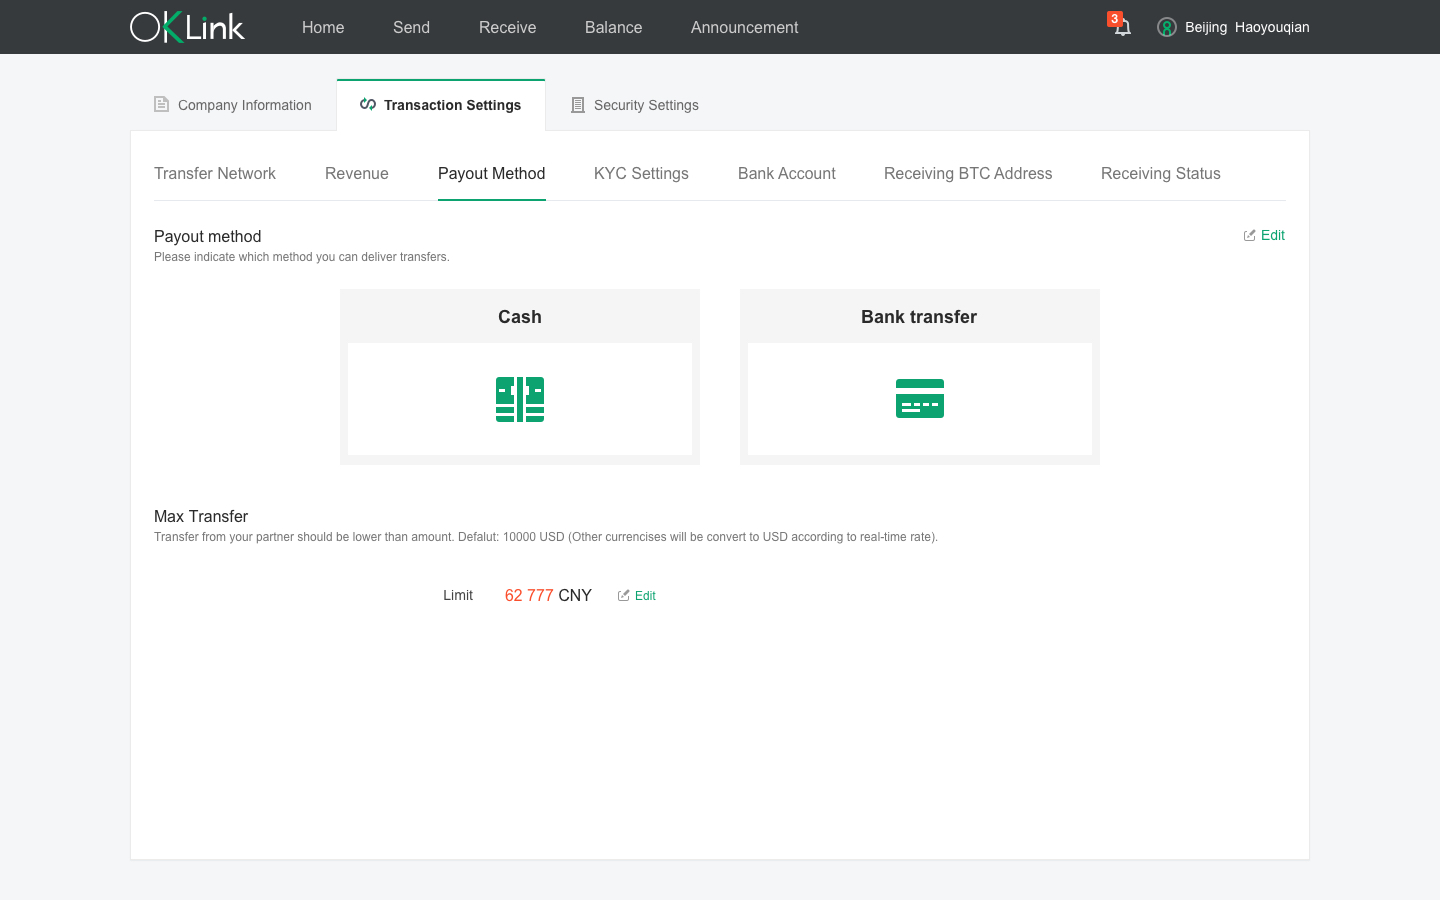 OKLink Home Send Receive Balance Announcement 3 Beijing Haoyouqian
Company Information Transaction Settings Security Settings
Transfer Network Revenue Payout Method KYC Settings Bank Account Receiving BTC Address Receiving Status
Payout method Edit
Please indicate which method you can deliver transfers.
Cash Bank transfer
Max Transfer
Transfer from your partner should be lower than amount. Defalut: 10000 USD (Other currencises will be convert to USD according to real-time rate).
Limit 62 777 CNY Edit